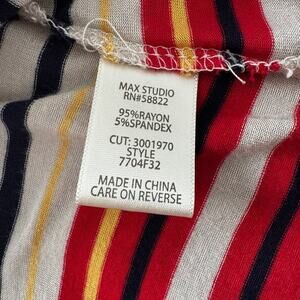 MAX STUDIO
RN#58822
95%RAYON
5%SPANDEX
CUT: 3001970
STYLE
7704F32
MADE IN CHINA
CARE ON REVERSE